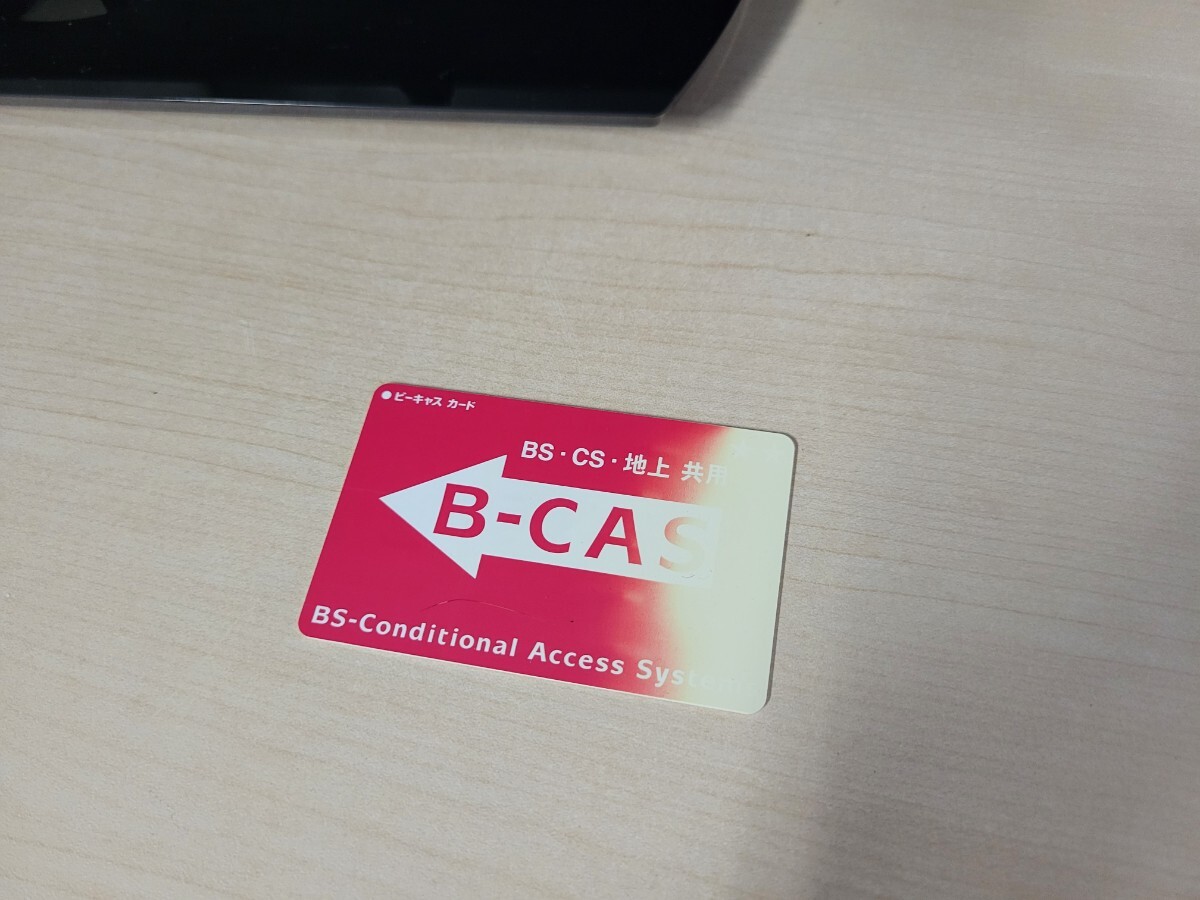 ●ビーキャス カード
BS・CS・地上 共用
B-CAS
BS-Conditional Access System